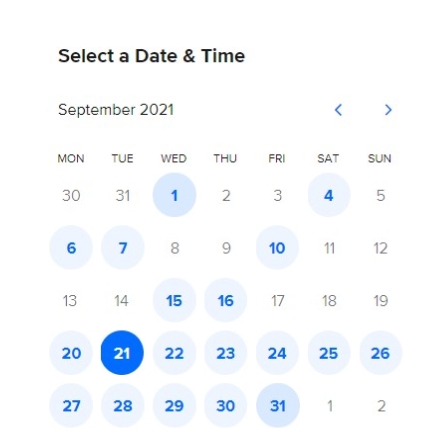 Select a Date & Time
September 2021
MON TUE WED THU FRI SAT SUN
30 31 1 2 3 4 5
6 7 8 9 10 11 12
13 14 15 16 17 18 19
20 21 22 23 24 25 26
27 28 29 30 31 1 2